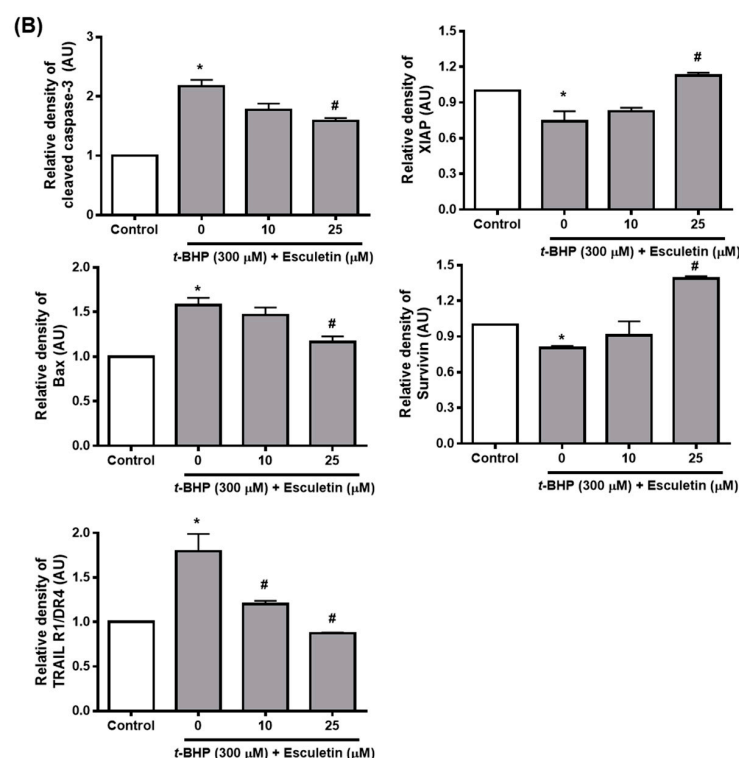 (B)
Relative density of
cleaved caspase-3 (AU)
3
2
1
0
*
#
Control
0
10
25
t-BHP (300 μM) + Esculetin (μM)
Relative density of
XIAP (AU)
1.5
1.2
0.9
0.6
0.3
0.0
*
#
Control
0
10
25
t-BHP (300 μM) + Esculetin (μM)
Relative density of
Bax (AU)
2.0
1.5
1.0
0.5
0.0
*
#
Control
0
10
25
t-BHP (300 μM) + Esculetin (μM)
Relative density of
Survivin (AU)
1.5
1.2
0.9
0.6
0.3
0.0
*
#
Control
0
10
25
t-BHP (300 μM) + Esculetin (μM)
Relative density of
TRAIL R1/DR4 (AU)
2.0
1.5
1.0
0.5
0.0
*
#
#
Control
0
10
25
t-BHP (300 μM) + Esculetin (μM)